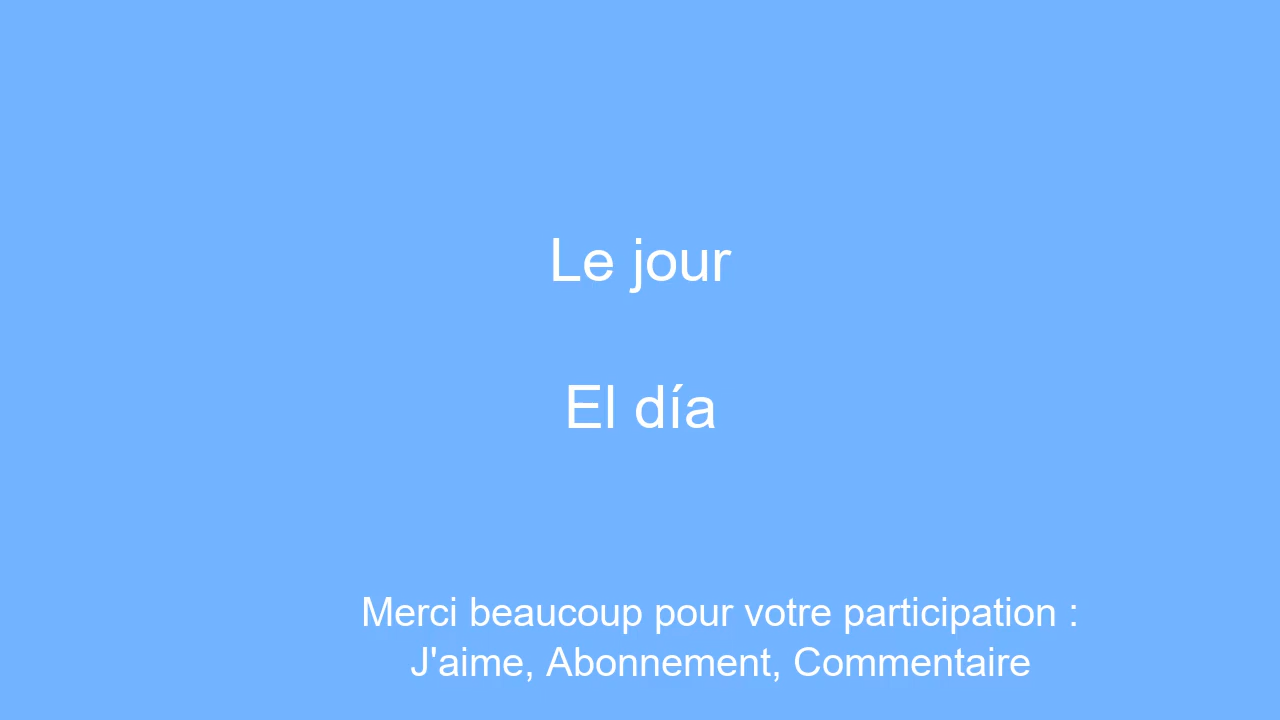 Le jour
El día
Merci beaucoup pour votre participation :
J'aime, Abonnement, Commentaire